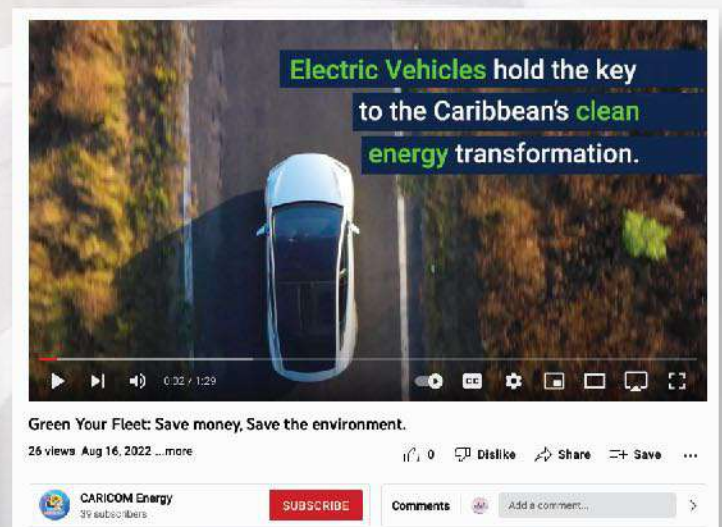 Electric Vehicles hold the key
to the Caribbean's clean
energy transformation.
0:02 / 1:29
CC
Green Your Fleet: Save money, Save the environment.
26 views Aug 16, 2022 ...more
0 Dislike Share Save ...
CARICOM Energy
39 subscribers
SUBSCRIBE
Comments
Add a comment...